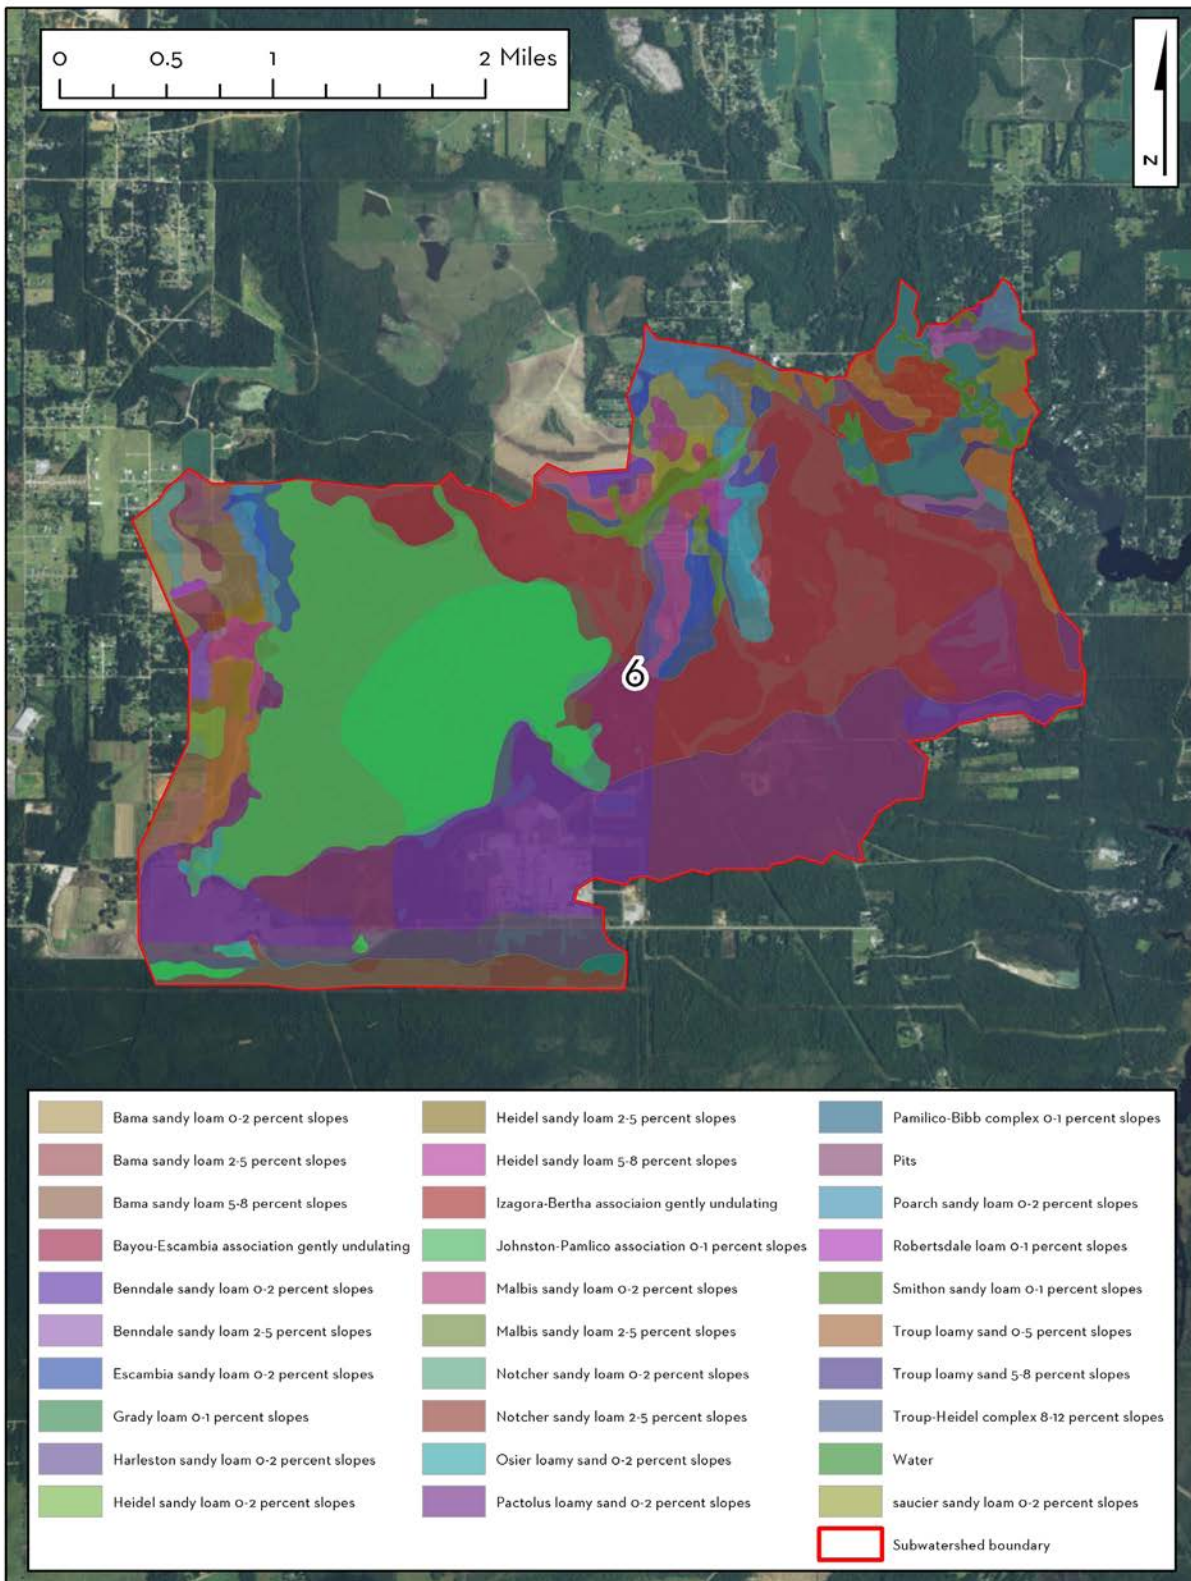 0 0.5 1 2 Miles
N
6
Bama sandy loam 0-2 percent slopes
Bama sandy loam 2-5 percent slopes
Bama sandy loam 5-8 percent slopes
Bayou-Escambia association gently undulating
Benndale sandy loam 0-2 percent slopes
Benndale sandy loam 2-5 percent slopes
Escambia sandy loam 0-2 percent slopes
Grady loam 0-1 percent slopes
Harleston sandy loam 0-2 percent slopes
Heidel sandy loam 0-2 percent slopes
Heidel sandy loam 2-5 percent slopes
Heidel sandy loam 5-8 percent slopes
Izagora-Bertha associaion gently undulating
Johnston-Pamlico association 0-1 percent slopes
Malbis sandy loam 0-2 percent slopes
Malbis sandy loam 2-5 percent slopes
Notcher sandy loam 0-2 percent slopes
Notcher sandy loam 2-5 percent slopes
Osier loamy sand 0-2 percent slopes
Pactolus loamy sand 0-2 percent slopes
Pamilico-Bibb complex 0-1 percent slopes
Pits
Poarch sandy loam 0-2 percent slopes
Robertsdale loam 0-1 percent slopes
Smithon sandy loam 0-1 percent slopes
Troup loamy sand 0-5 percent slopes
Troup loamy sand 5-8 percent slopes
Troup-Heidel complex 8-12 percent slopes
Water
saucier sandy loam 0-2 percent slopes
Subwatershed boundary